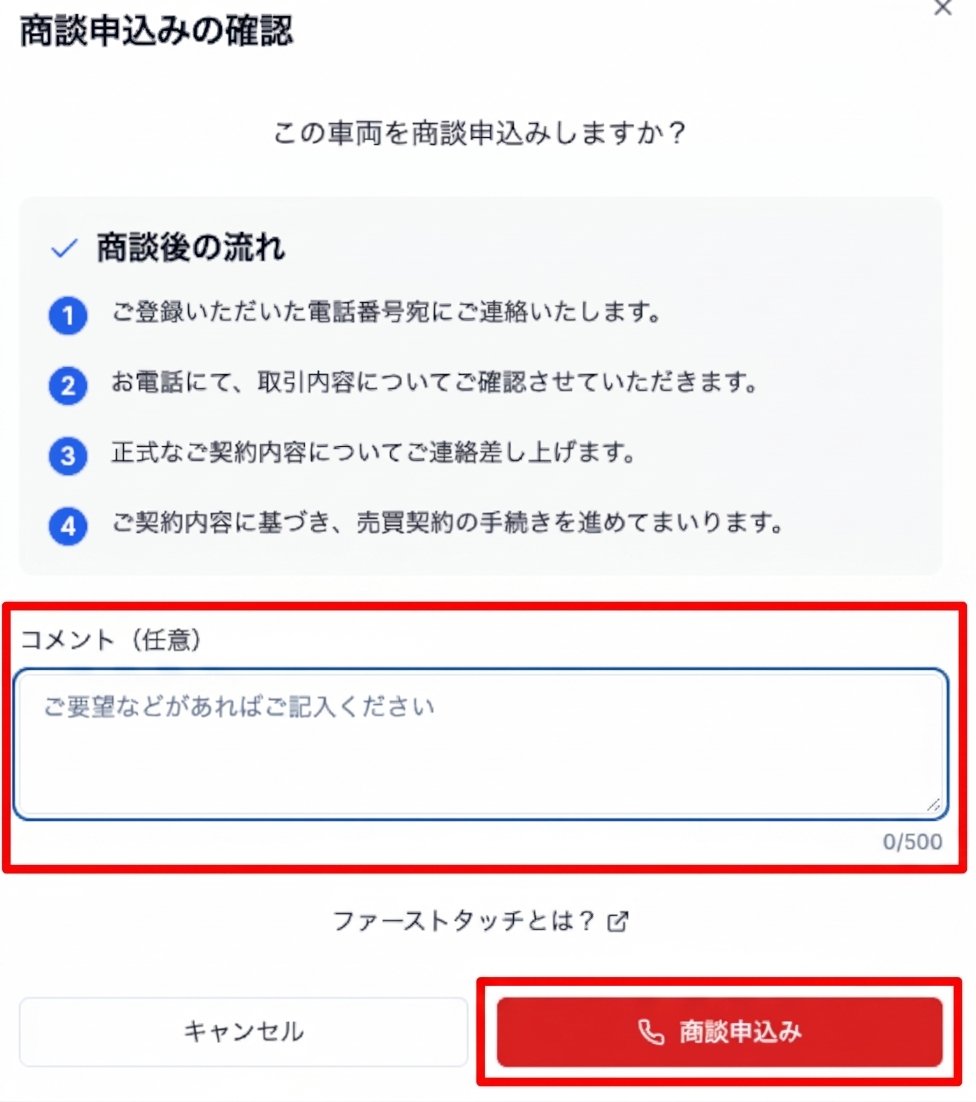 商談申込みの確認
この車両を商談申込みしますか？
商談後の流れ
1 ご登録いただいた電話番号宛にご連絡いたします。
2 お電話にて、取引内容についてご確認させていただきます。
3 正式なご契約内容についてご連絡差し上げます。
4 ご契約内容に基づき、売買契約の手続きを進めてまいります。
コメント（任意）
ご要望などがあればご記入ください
0/500
ファーストタッチとは？
キャンセル
商談申込み